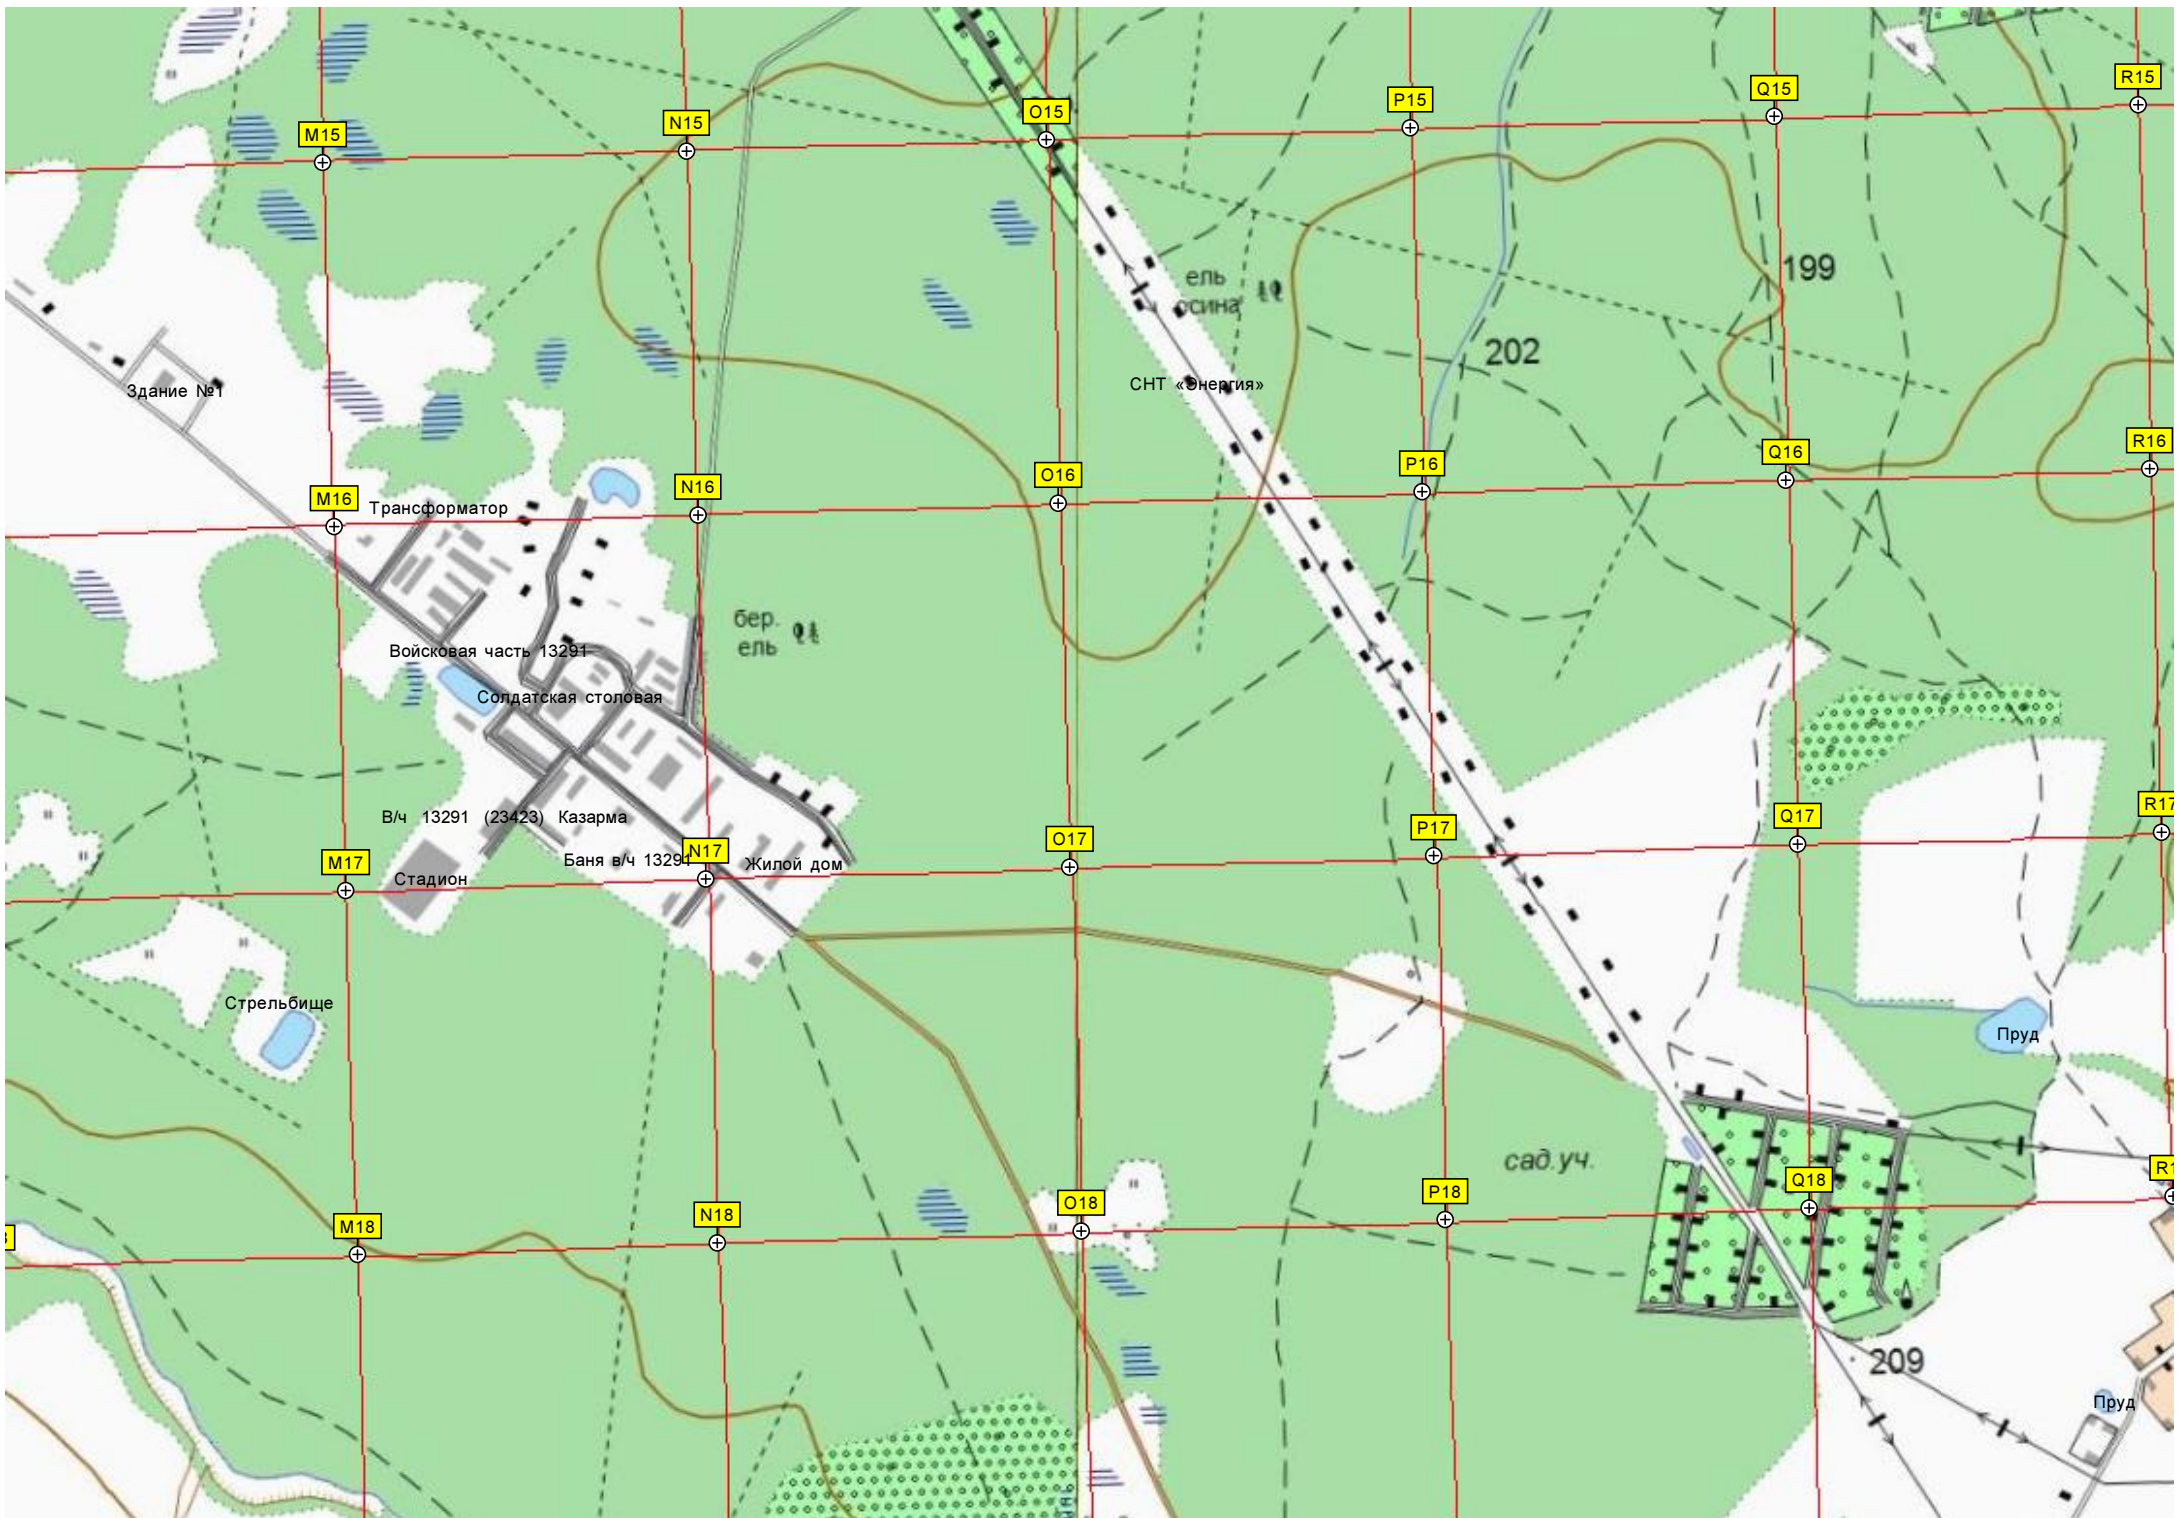 R15
Q15
P15
O15
N15
M15
199
ель
осина
202
СНТ «Энергия»
Здание №1
R16
Q16
P16
O16
N16
M16
Трансформатор
бер.
ель
Войсковая часть 13291
Солдатская столовая
R17
Q17
P17
O17
N17
M17
В/ч 13291 (23423) Казарма
Баня в/ч 13291
Жилой дом
Стадион
Стрельбище
Пруд
сад.уч.
Q18
P18
O18
N18
M18
209
Пруд